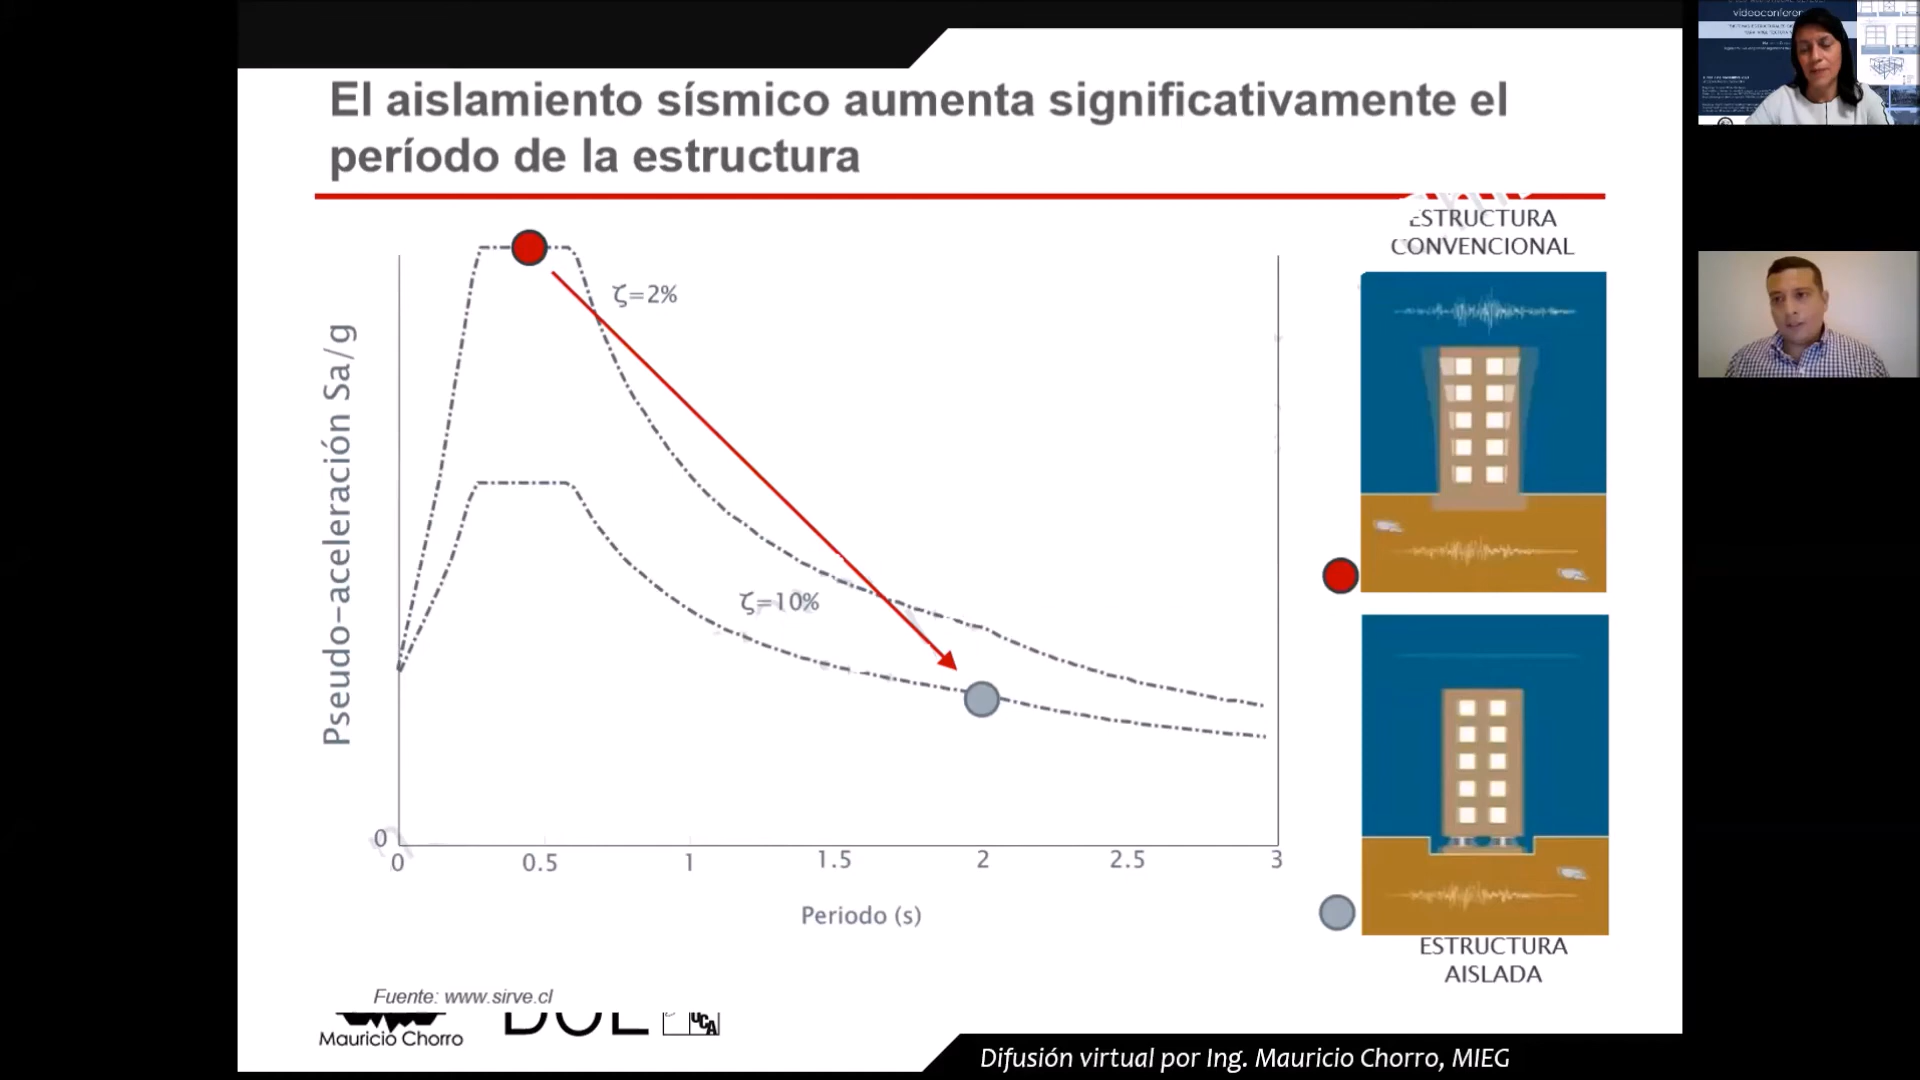 El aislamiento sísmico aumenta significativamente el
período de la estructura
ESTRUCTURA
CONVENCIONAL
ζ=2%
ζ=10%
Pseudo-aceleración Sa/g
0
0
0.5
1
1.5
2
2.5
3
Periodo (s)
ESTRUCTURA
AISLADA
Fuente: www.sirve.cl
Mauricio Chorro
UCA
Difusión virtual por Ing. Mauricio Chorro, MIEG